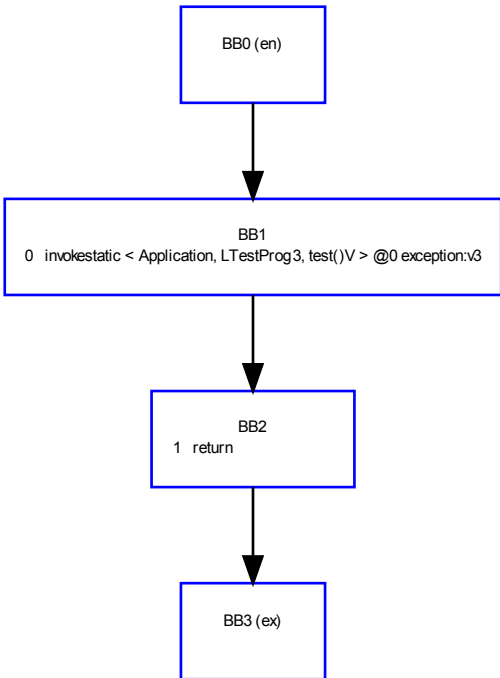 BB0 (en)
BB1
0 invokestatic < Application, LTestProg3, test()V > @0 exception:v3
BB2
1 return
BB3 (ex)